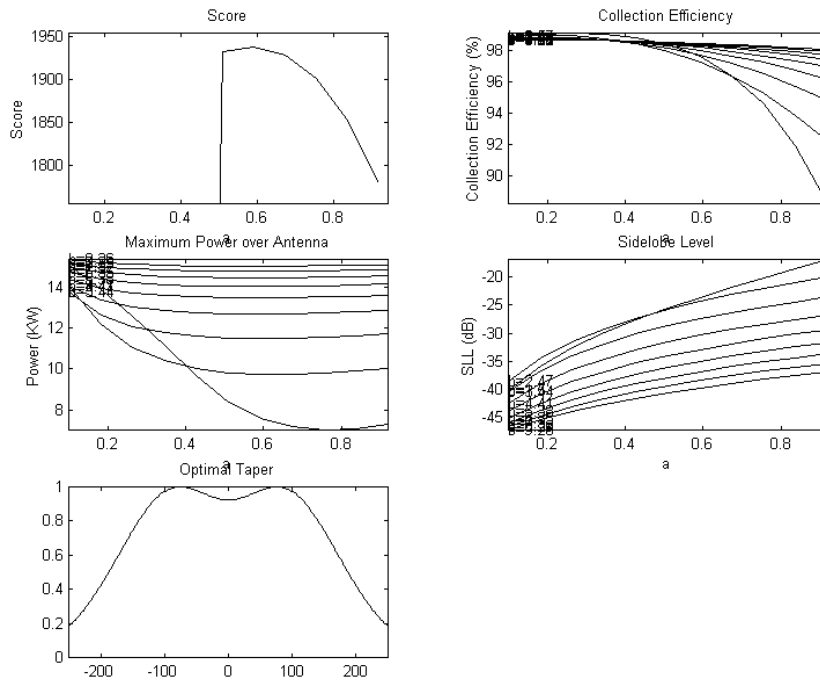 Score
1950
1900
1850
1800
Score
0.2 0.4 0.6 0.8
a
Collection Efficiency
98
96
94
92
90
Collection Efficiency (%)
0.2 0.4 0.6 0.8
a
Maximum Power over Antenna
14
12
10
8
Power (KW)
0.2 0.4 0.6 0.8
a
Sidelobe Level
-20
-25
-30
-35
-40
-45
SLL (dB)
0.2 0.4 0.6 0.8
a
Optimal Taper
1
0.8
0.6
0.4
0.2
0
-200 -100 0 100 200